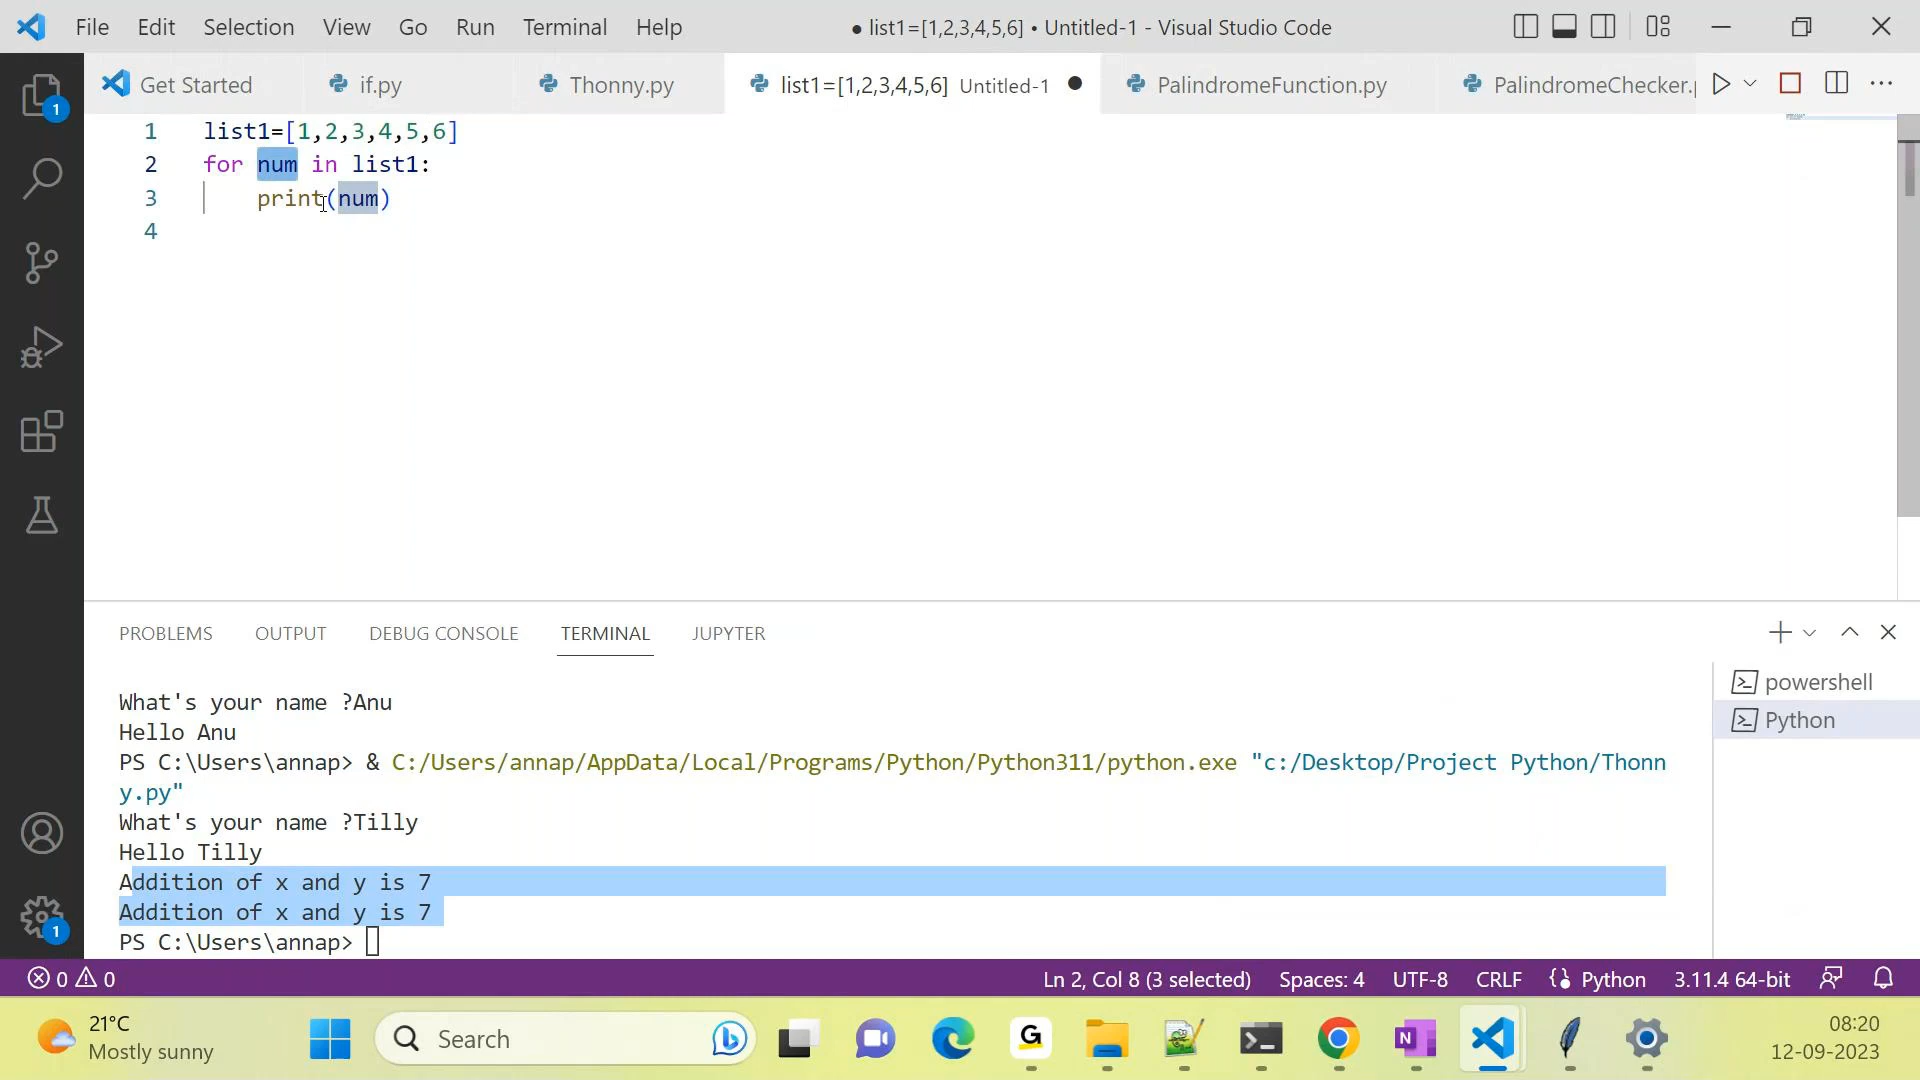 File Edit Selection View Go Run Terminal Help ● list1=[1,2,3,4,5,6] • Untitled-1 - Visual Studio Code
Get Started if.py Thonny.py list1=[1,2,3,4,5,6] Untitled-1 ● PalindromeFunction.py PalindromeChecker.p
1 list1=[1,2,3,4,5,6]
2 for num in list1:
3 print(num)
4
PROBLEMS OUTPUT DEBUG CONSOLE TERMINAL JUPYTER
What's your name ?Anu
Hello Anu
PS C:\Users\annap> & C:/Users/annap/AppData/Local/Programs/Python/Python311/python.exe "c:/Desktop/Project Python/Thonn
y.py"
What's your name ?Tilly
Hello Tilly
Addition of x and y is 7
Addition of x and y is 7
PS C:\Users\annap>
powershell
Python
1
1
0 0 Ln 2, Col 8 (3 selected) Spaces: 4 UTF-8 CRLF Python 3.11.4 64-bit
21°C
Mostly sunny
Search
G
N
08:20
12-09-2023